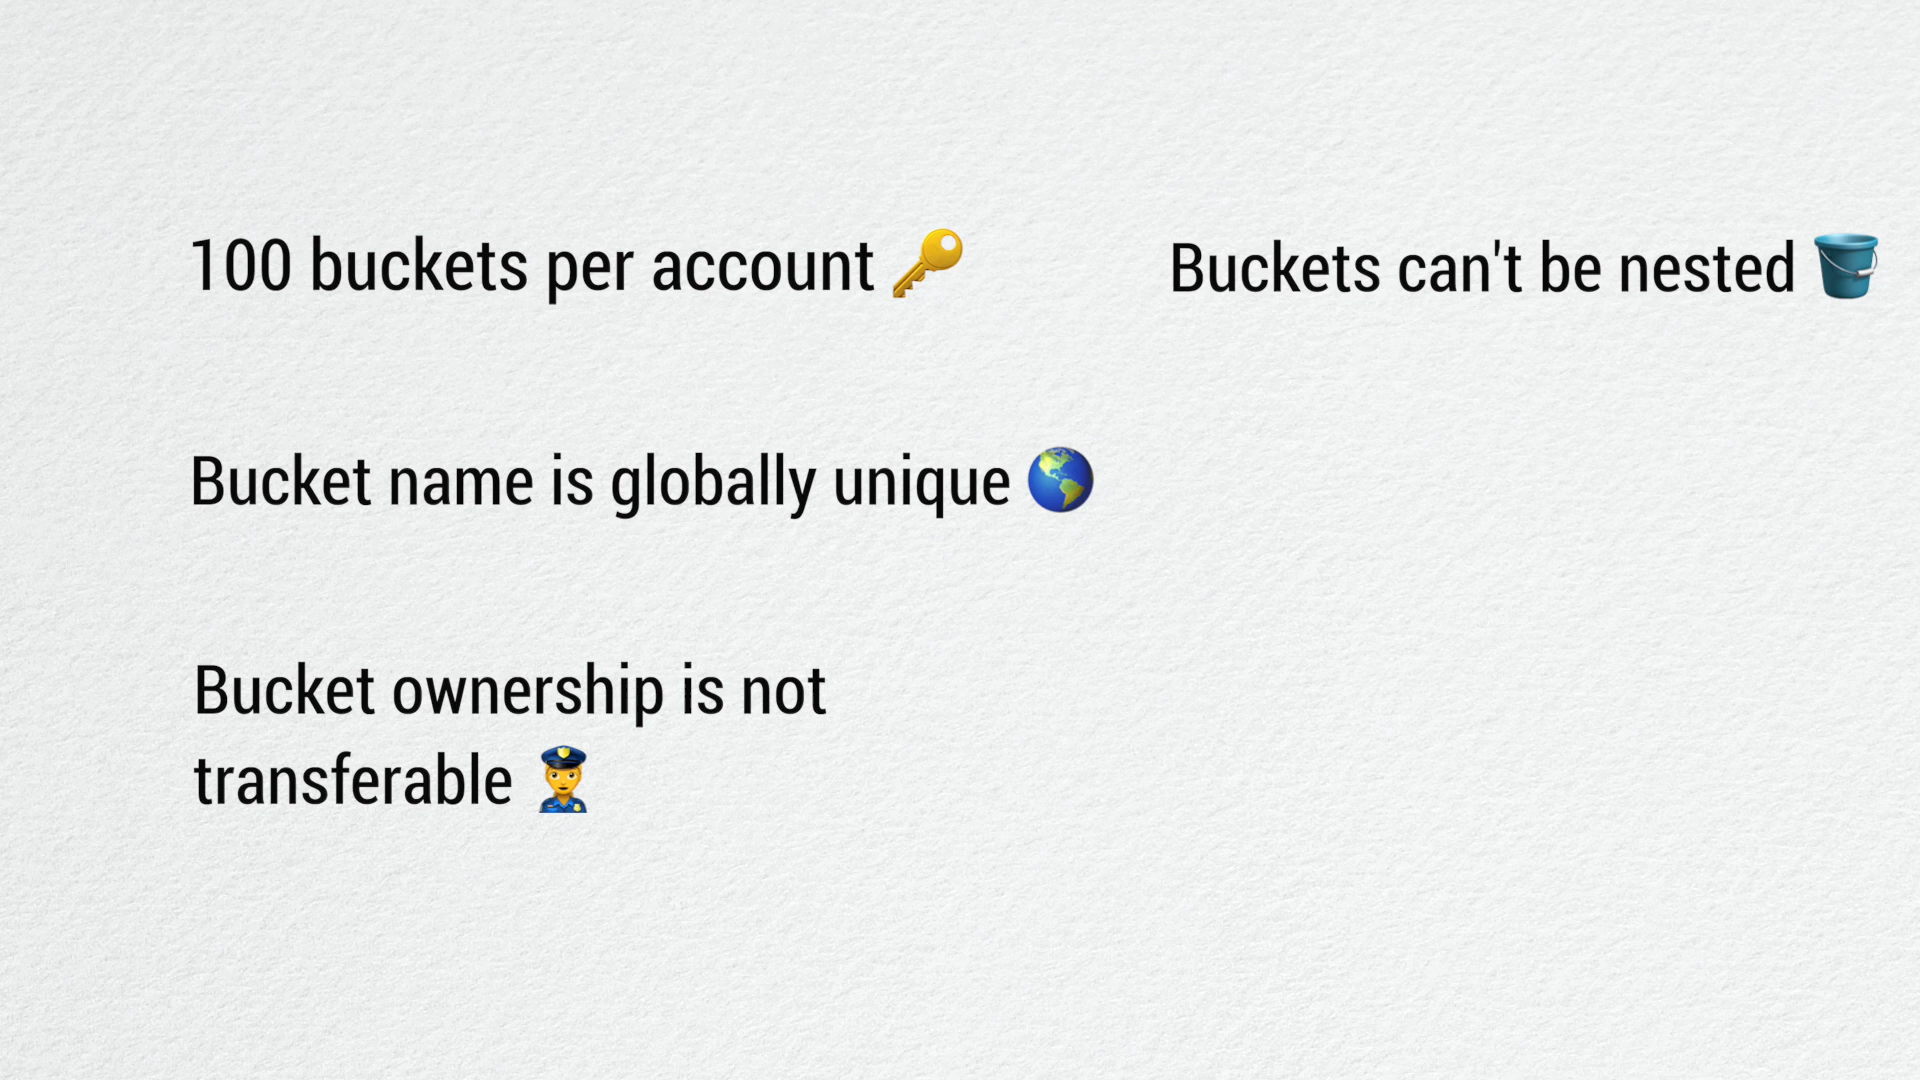 100 buckets per account 🔑
Buckets can't be nested 🪣
Bucket name is globally unique 🌎
Bucket ownership is not
transferable 👮‍♀️